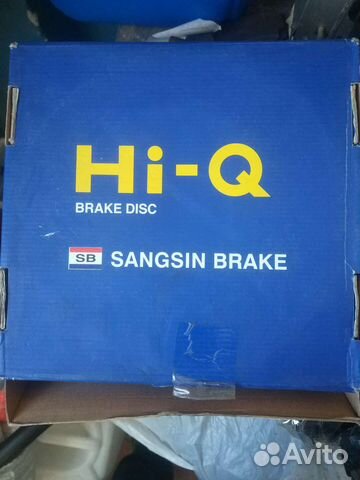 Hi-Q
BRAKE DISC
SB SANGSIN BRAKE
Avito